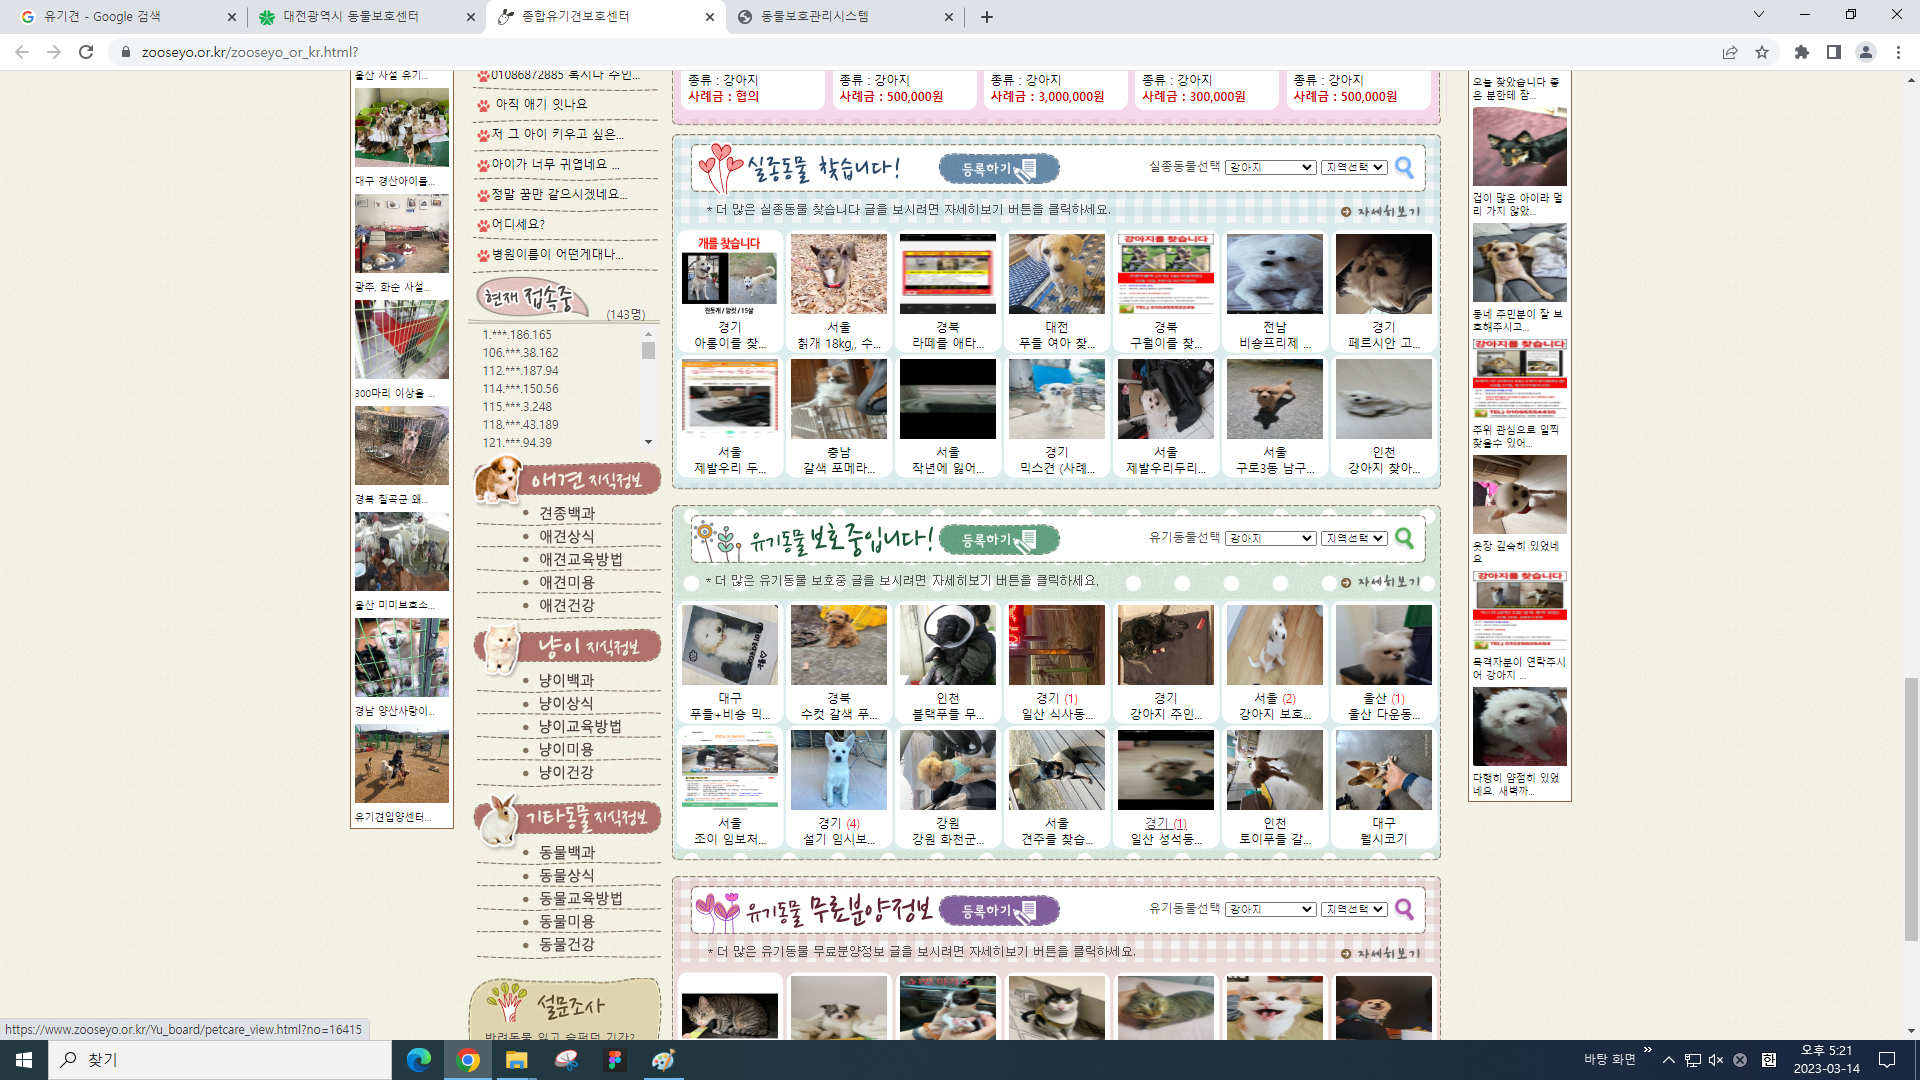 유기견 - Google 검색
대전광역시 동물보호센터
종합유기견보호센터
동물보호관리시스템
zooseyo.or.kr/zooseyo_or_kr.html?
울산 사설 유기...
대구 경산아이들...
광주, 화순 사설...
300마리 이상을 ...
경북 칠곡군 왜...
울산 미미보호소...
경남 양산사랑이...
유기견입양센터...
01086872885 혹시나 주인...
아직 애기 잇나요
저 그 아이 키우고 싶은...
아이가 너무 귀엽네요 ...
정말 꿈만 같으시겠네요...
어디세요?
병원이름이 어떤게대나...
현재 접속중
(143명)
1.***.186.165
106.***.38.162
112.***.187.94
114.***.150.56
115.***.3.248
118.***.43.189
121.***.94.39
애견 지식정보
• 견종백과
• 애견상식
• 애견교육방법
• 애견미용
• 애견건강
냥이 지식정보
• 냥이백과
• 냥이상식
• 냥이교육방법
• 냥이미용
• 냥이건강
기타동물 지식정보
• 동물백과
• 동물상식
• 동물교육방법
• 동물미용
• 동물건강
설문조사
반려동물 잃고 슬펐던 기간?
종류 : 강아지 종류 : 강아지 종류 : 강아지 종류 : 강아지 종류 : 강아지
사례금 : 협의 사례금 : 500,000원 사례금 : 3,000,000원 사례금 : 300,000원 사례금 : 500,000원
실종동물 찾습니다! 등록하기 실종동물선택 강아지 지역선택
* 더 많은 실종동물 찾습니다 글을 보시려면 자세히보기 버튼을 클릭하세요. 자세히보기
개를 찾습니다
진돗개 / 암컷 / 15살
강아지를 찾습니다
경기 서울 경북 대전 경북 전남 경기
아롱이를 찾... 칡개 18kg,, 수... 라떼를 애타... 푸들 여아 찾... 구월이를 찾... 비숑프리제 ... 페르시안 고...
서울 충남 서울 경기 서울 서울 인천
제발우리 두... 갈색 포메라... 작년에 잃어... 믹스견 (사례... 제발우리두리... 구로3동 남구... 강아지 찾아...
유기동물 보호중입니다! 등록하기 유기동물선택 강아지 지역선택
* 더 많은 유기동물 보호중 글을 보시려면 자세히보기 버튼을 클릭하세요. 자세히보기
대구 경북 인천 경기 (1) 경기 서울 (2) 울산 (1)
푸들+비숑 믹... 수컷 갈색 푸... 블랙푸들 무... 일산 식사동... 강아지 주인... 강아지 보호... 울산 다운동...
서울 경기 (4) 강원 서울 경기 (1) 인천 대구
조이 임보처... 설기 임시보... 강원 화천군... 견주를 찾습... 일산 성석동... 토이푸들 갈... 웰시코기
유기동물 무료분양정보 등록하기 유기동물선택 강아지 지역선택
* 더 많은 유기동물 무료분양정보 글을 보시려면 자세히보기 버튼을 클릭하세요. 자세히보기
오늘 찾았습니다 좋
은 분한테 잠...
겁이 많은 아이라 멀
리 가지 않았...
동네 주민분이 잘 보
호해주시고...
강아지를 찾습니다
주위 관심으로 일찍
찾을수 있어...
옷장 깊숙히 있었네
요
강아지를 찾습니다
목격자분이 연락주시
어 강아지 ...
다행히 얌점히 있었
네요. 새벽까...
https://www.zooseyo.or.kr/Yu_board/petcare_view.html?no=16415
찾기
바탕 화면
한
오후 5:21
2023-03-14